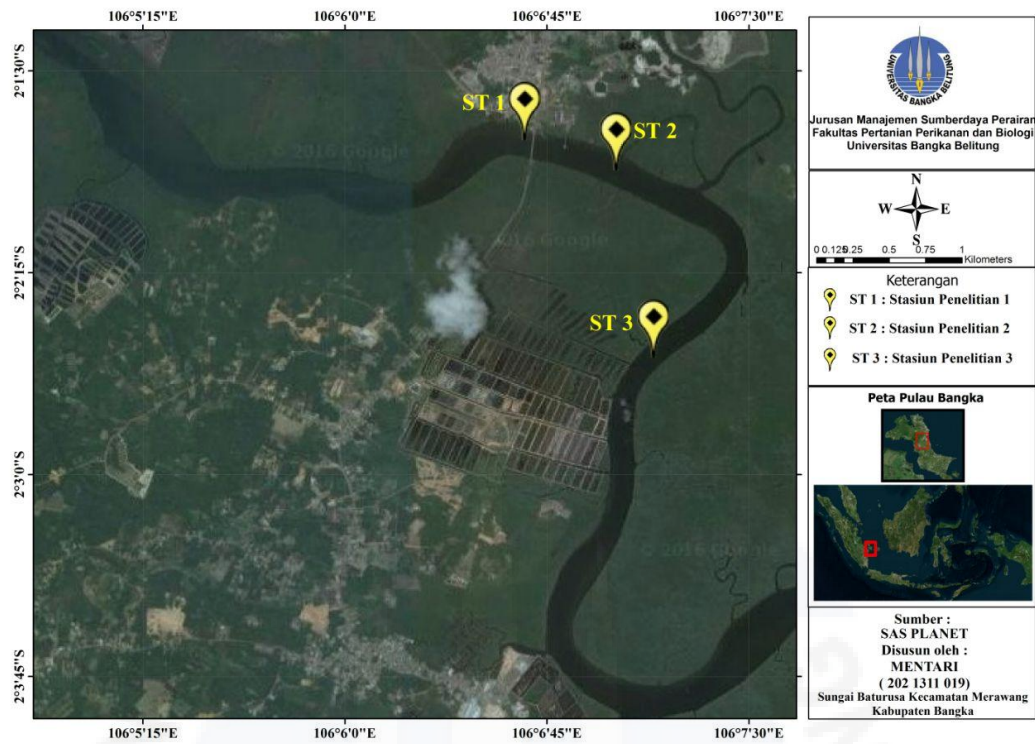 106°5'15"E 106°6'0"E 106°6'45"E 106°7'30"E
2°1'30"S
2°2'15"S
2°3'0"S
2°3'45"S
ST 1
ST 2
ST 3
© 2016 Google
© 2016 Google
© 2016 Google
106°5'15"E 106°6'0"E 106°6'45"E 106°7'30"E
UNIVERSITAS BANGKA BELITUNG
Jurusan Manajemen Sumberdaya Perairan
Fakultas Pertanian Perikanan dan Biologi
Universitas Bangka Belitung
N
W E
S
0 0.125 0.25 0.5 0.75 1
Kilometers
Keterangan
ST 1 : Stasiun Penelitian 1
ST 2 : Stasiun Penelitian 2
ST 3 : Stasiun Penelitian 3
Peta Pulau Bangka
Sumber :
SAS PLANET
Disusun oleh :
MENTARI
( 202 1311 019)
Sungai Baturusa Kecamatan Merawang
Kabupaten Bangka